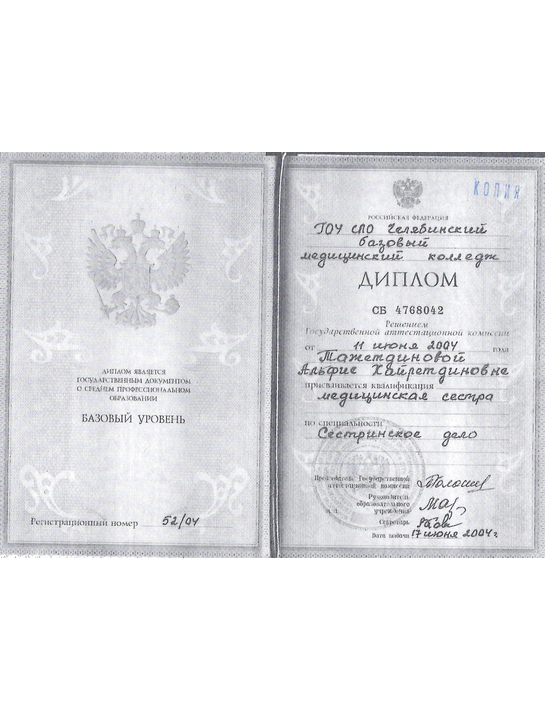 ДИПЛОМ ЯВЛЯЕТСЯ
ГОСУДАРСТВЕННЫМ ДОКУМЕНТОМ
О СРЕДНЕМ ПРОФЕССИОНАЛЬНОМ
ОБРАЗОВАНИИ
БАЗОВЫЙ УРОВЕНЬ
Регистрационный номер 52/04
КОПИЯ
РОССИЙСКАЯ ФЕДЕРАЦИЯ
ГОУ СПО Челябинский
базовый
медицинский колледж
ДИПЛОМ
СБ 4768042
Решением
Государственной аттестационной комиссии
от 11 июня 2004 года
Тажетдиновой
Альфие Хайретдиновне
присваивается квалификация
медицинская сестра
по специальности
Сестринское дело
Председатель Государственной
аттестационной комиссии
Руководитель
образовательного
учреждения
Секретарь
Дата выдачи 17 июня 2004 г